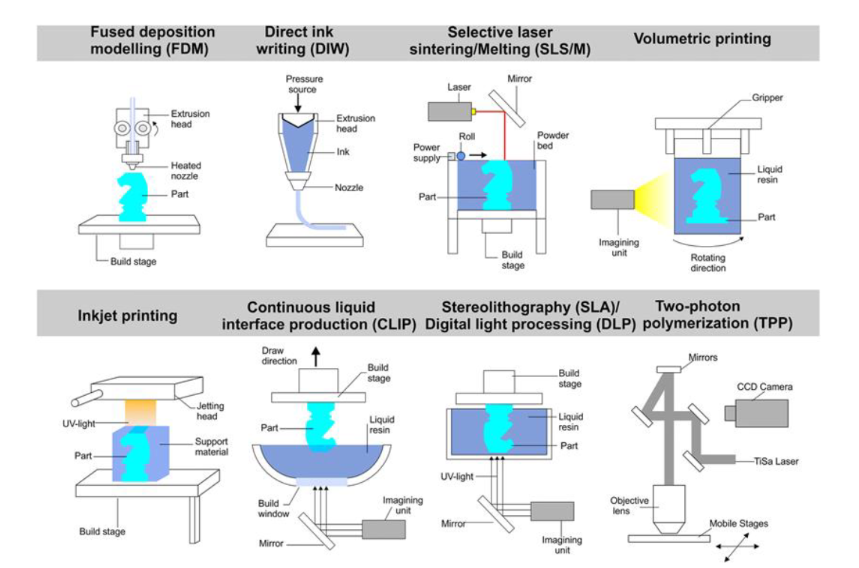 Fused deposition
modelling (FDM)
Direct ink
writing (DIW)
Selective laser
sintering/Melting (SLS/M)
Volumetric printing
Extrusion
head
Heated
nozzle
Part
Build stage
Pressure
source
Extrusion
head
Ink
Nozzle
Mirror
Laser
Roll
Power
supply
Powder
bed
Part
Build
stage
Gripper
Liquid
resin
Part
Imagining
unit
Rotating
direction
Inkjet printing
Continuous liquid
interface production (CLIP)
Stereolithography (SLA)/
Digital light processing (DLP)
Two-photon
polymerization (TPP)
Jetting
head
UV-light
Support
material
Part
Build stage
Draw
direction
Build
stage
Part
Liquid
resin
Build
window
Imagining
unit
Mirror
Build
stage
Liquid
resin
Part
UV-light
Mirror
Imagining
unit
Mirrors
CCD Camera
TiSa Laser
Objective
lens
Mobile Stages